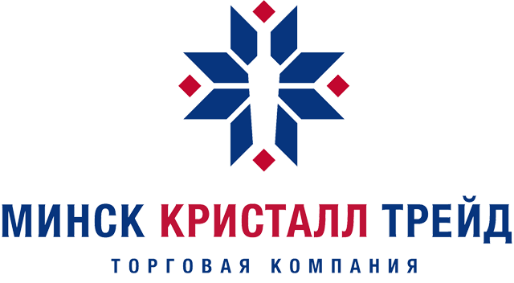 МИНСК КРИСТАЛЛ ТРЕЙД
ТОРГОВАЯ КОМПАНИЯ